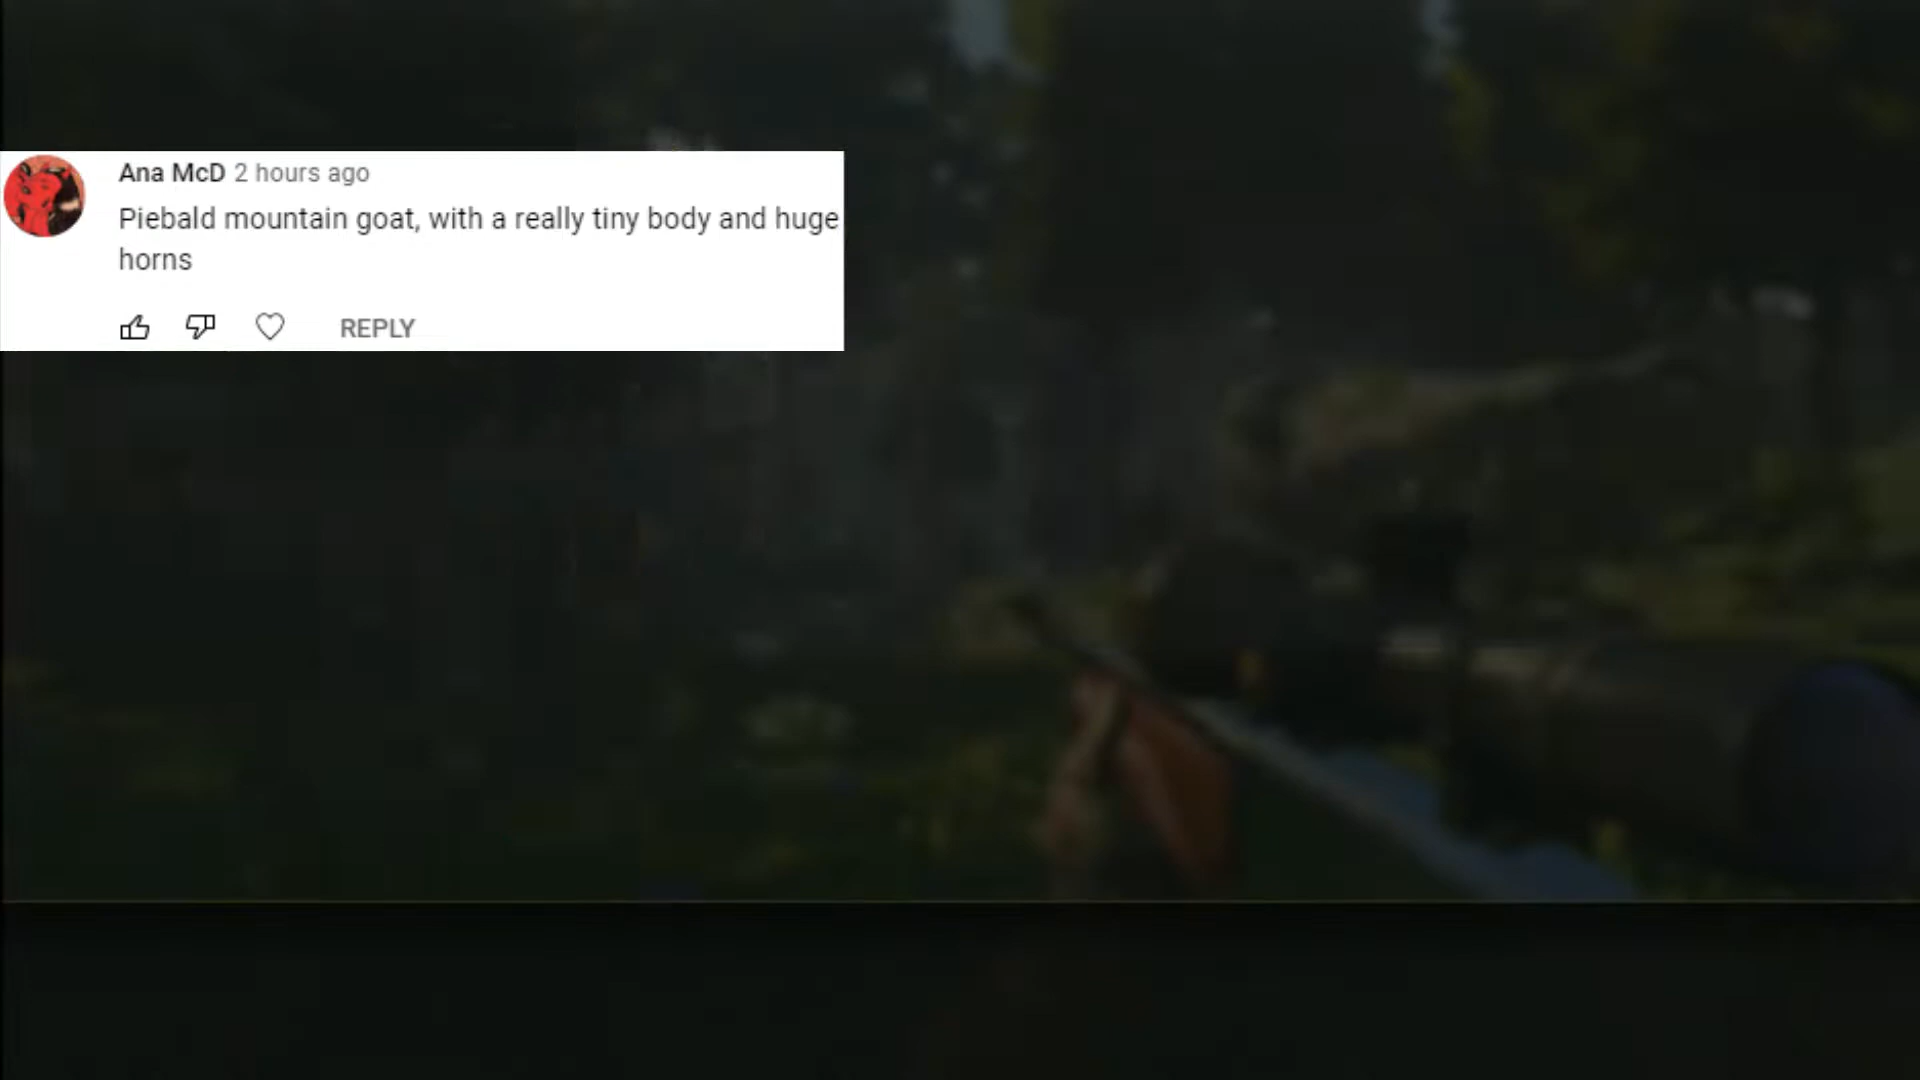 Ana McD 2 hours ago
Piebald mountain goat, with a really tiny body and huge
horns
REPLY